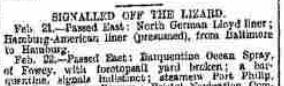 SIGNALLED OFF THE LIZARD.
Feb. 21.—Passed East: North German Lloyd liner;
Hamburg-American liner (presumed), from Baltimore
to Hamburg.
Feb. 22.—Passed East: Barquentine Ocean Spray,
of Fowey, with foretopsail yard broken; a bar-
quentine, signals indistinct; steamers Port Philip,